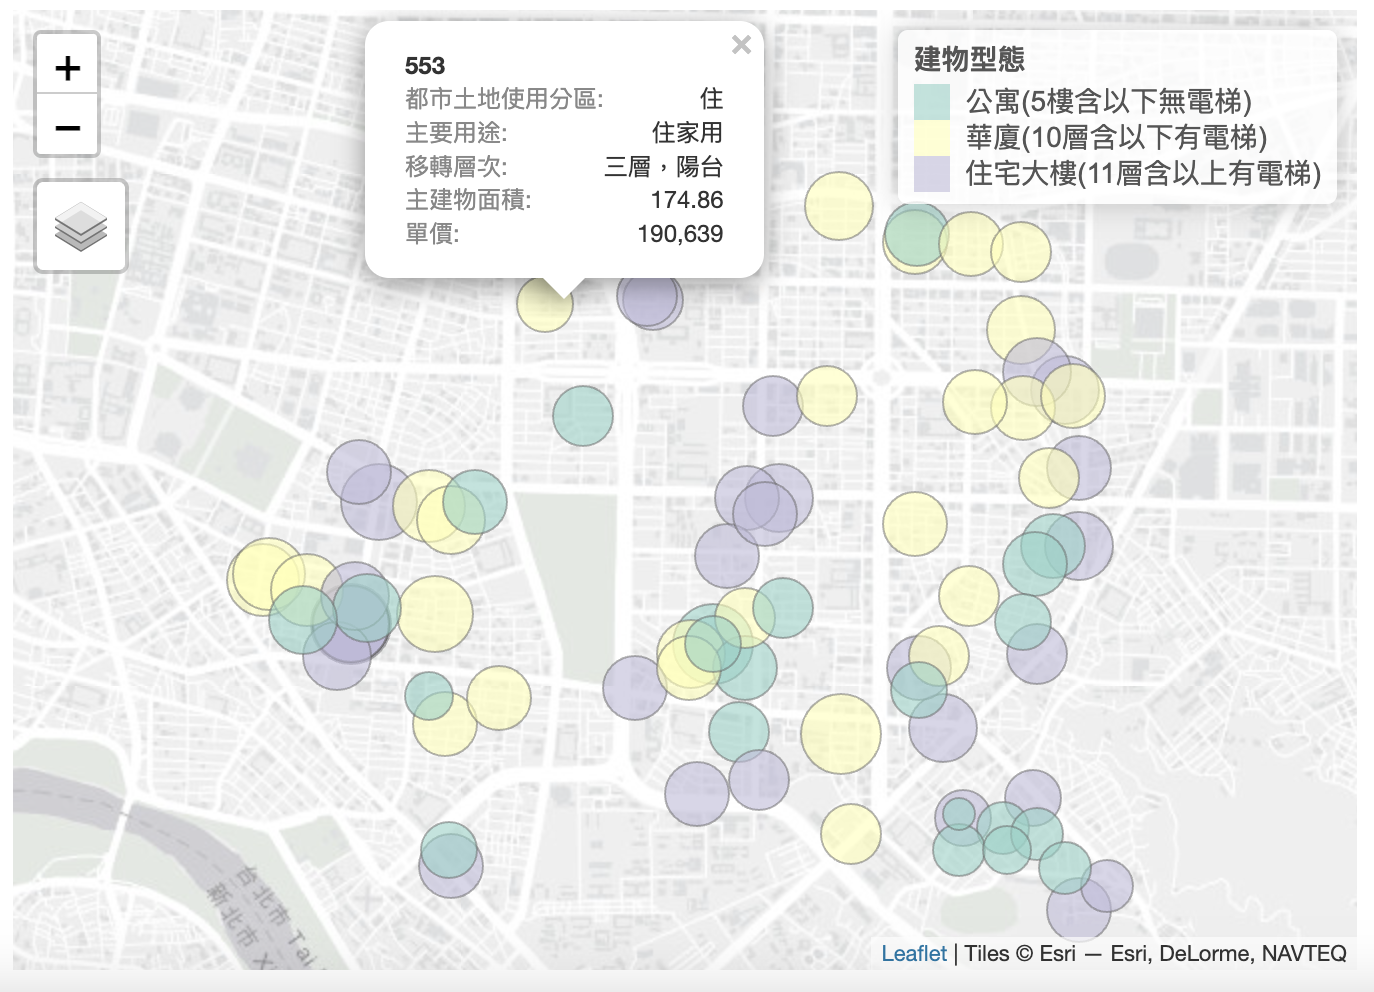 +
−
553
都市土地使用分區: 住
主要用途: 住家用
移轉層次: 三層，陽台
主建物面積: 174.86
單價: 190,639
×
建物型態
公寓(5樓含以下無電梯)
華廈(10層含以下有電梯)
住宅大樓(11層含以上有電梯)
台北市 Tai
新北市
Leaflet | Tiles © Esri — Esri, DeLorme, NAVTEQ